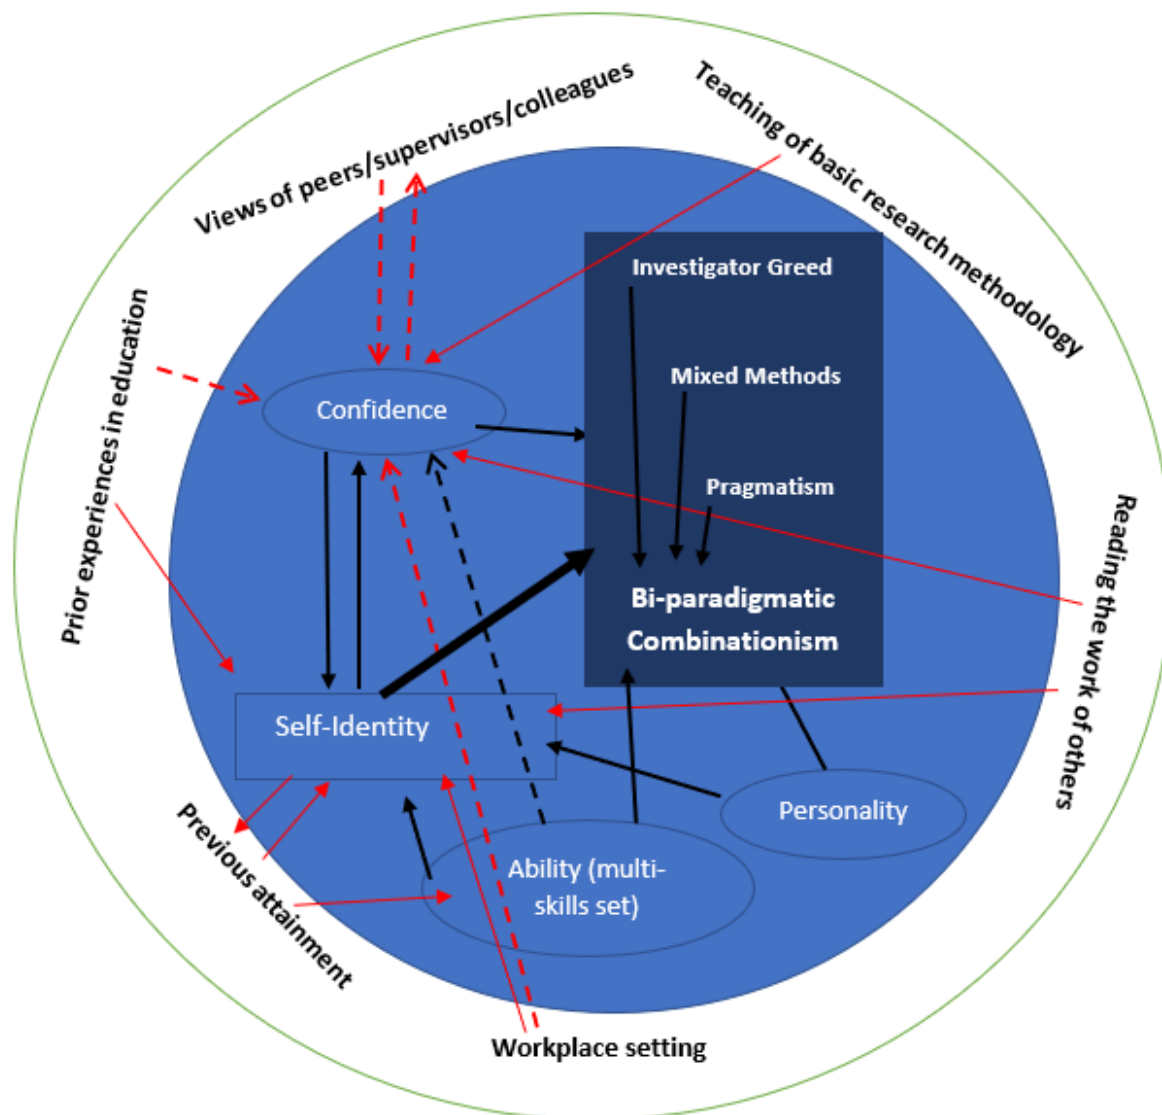 Views of peers/supervisors/colleagues
Teaching of basic research methodology
Investigator Greed
Mixed Methods
Prior experiences in education
Confidence
Pragmatism
Reading the work of others
Bi-paradigmatic
Combinationism
Self-Identity
Personality
Previous attainment
Ability (multi-
skills set)
Workplace setting